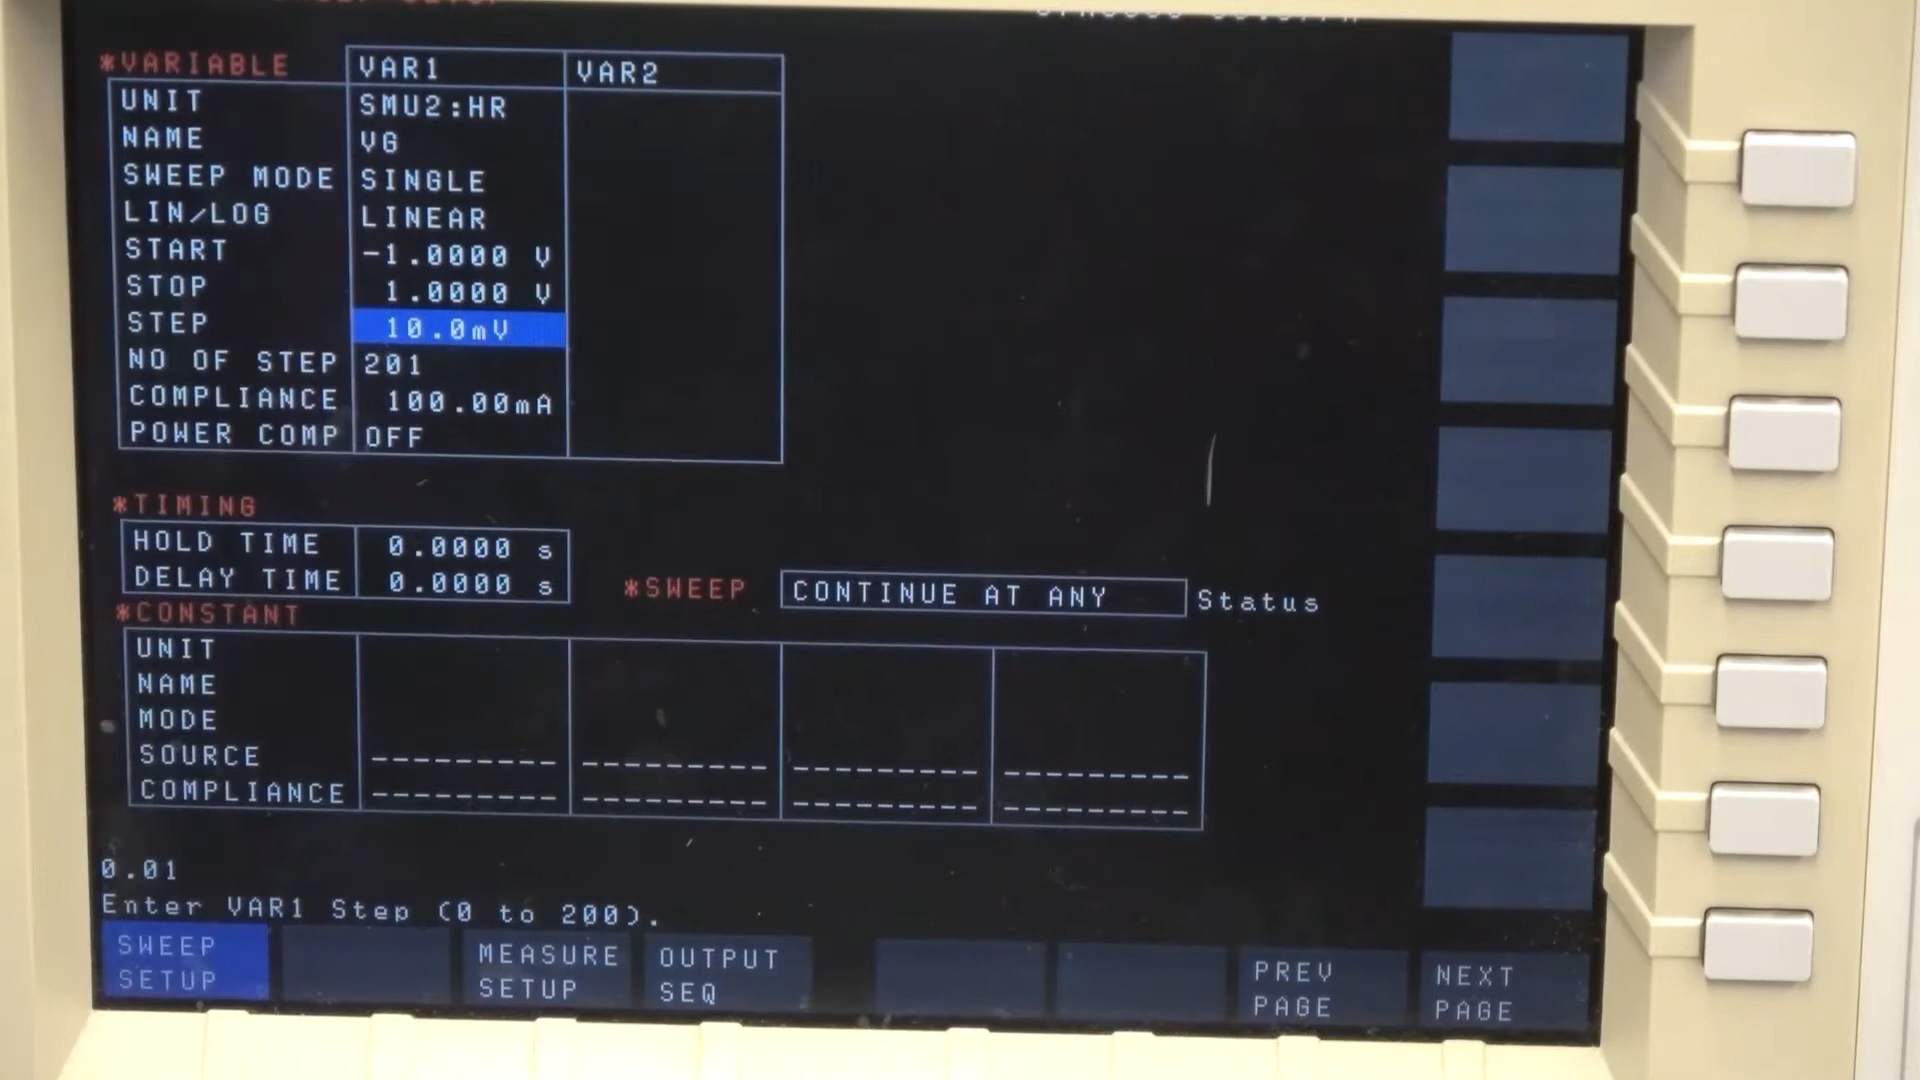 *VARIABLE VAR1 VAR2
UNIT SMU2:HR
NAME VG
SWEEP MODE SINGLE
LIN/LOG LINEAR
START -1.0000 V
STOP 1.0000 V
STEP 10.0mV
NO OF STEP 201
COMPLIANCE 100.00mA
POWER COMP OFF
*TIMING
HOLD TIME 0.0000 s
DELAY TIME 0.0000 s
*SWEEP CONTINUE AT ANY Status
*CONSTANT
UNIT
NAME
MODE
SOURCE --------- --------- --------- ---------
COMPLIANCE --------- --------- --------- ---------
0.01
Enter VAR1 Step (0 to 200).
SWEEP
SETUP
MEASURE
SETUP
OUTPUT
SEQ
PREV
PAGE
NEXT
PAGE